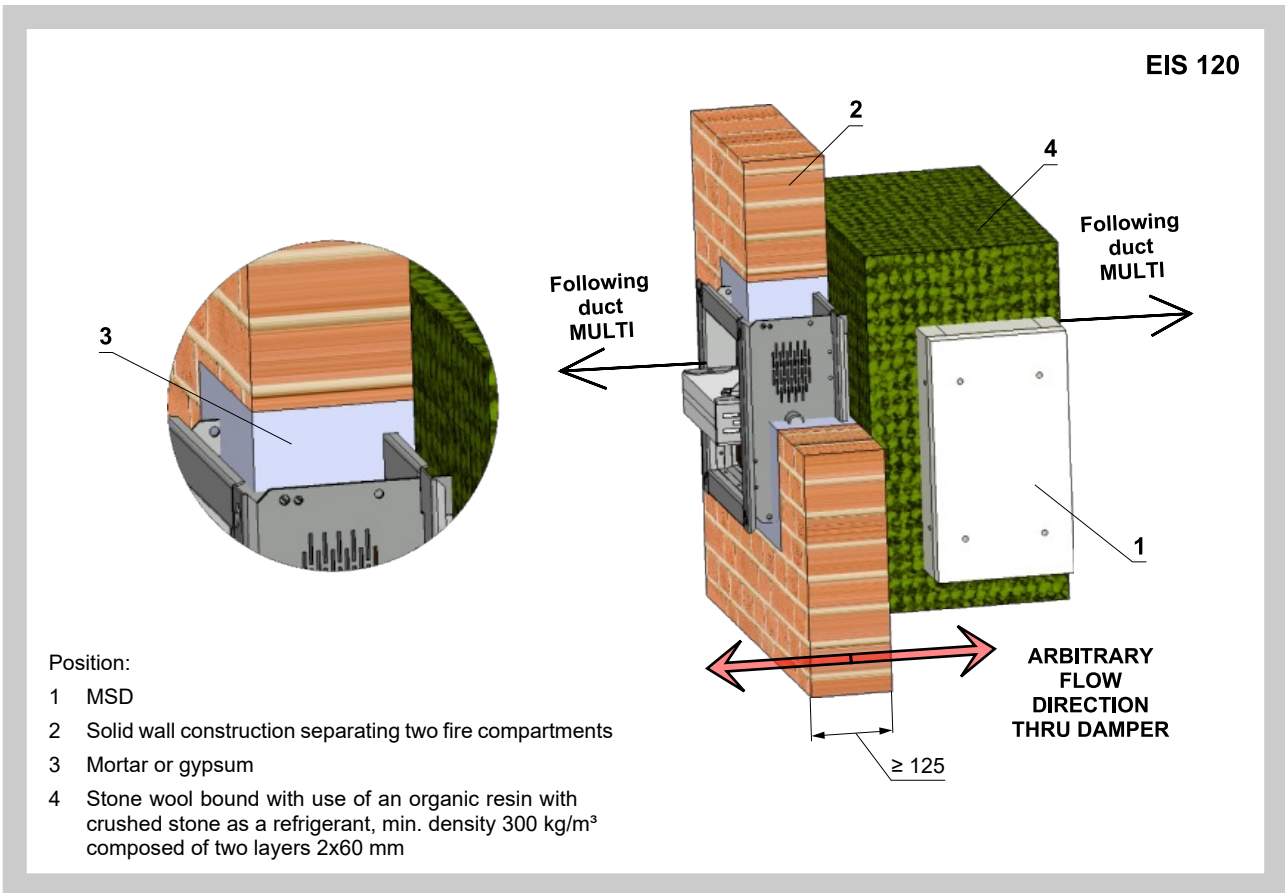 EIS 120
2
4
Following
duct
MULTI
Following
duct
MULTI
3
1
ARBITRARY
FLOW
DIRECTION
THRU DAMPER
≥ 125
Position:
1 MSD
2 Solid wall construction separating two fire compartments
3 Mortar or gypsum
4 Stone wool bound with use of an organic resin with
crushed stone as a refrigerant, min. density 300 kg/m³
composed of two layers 2x60 mm